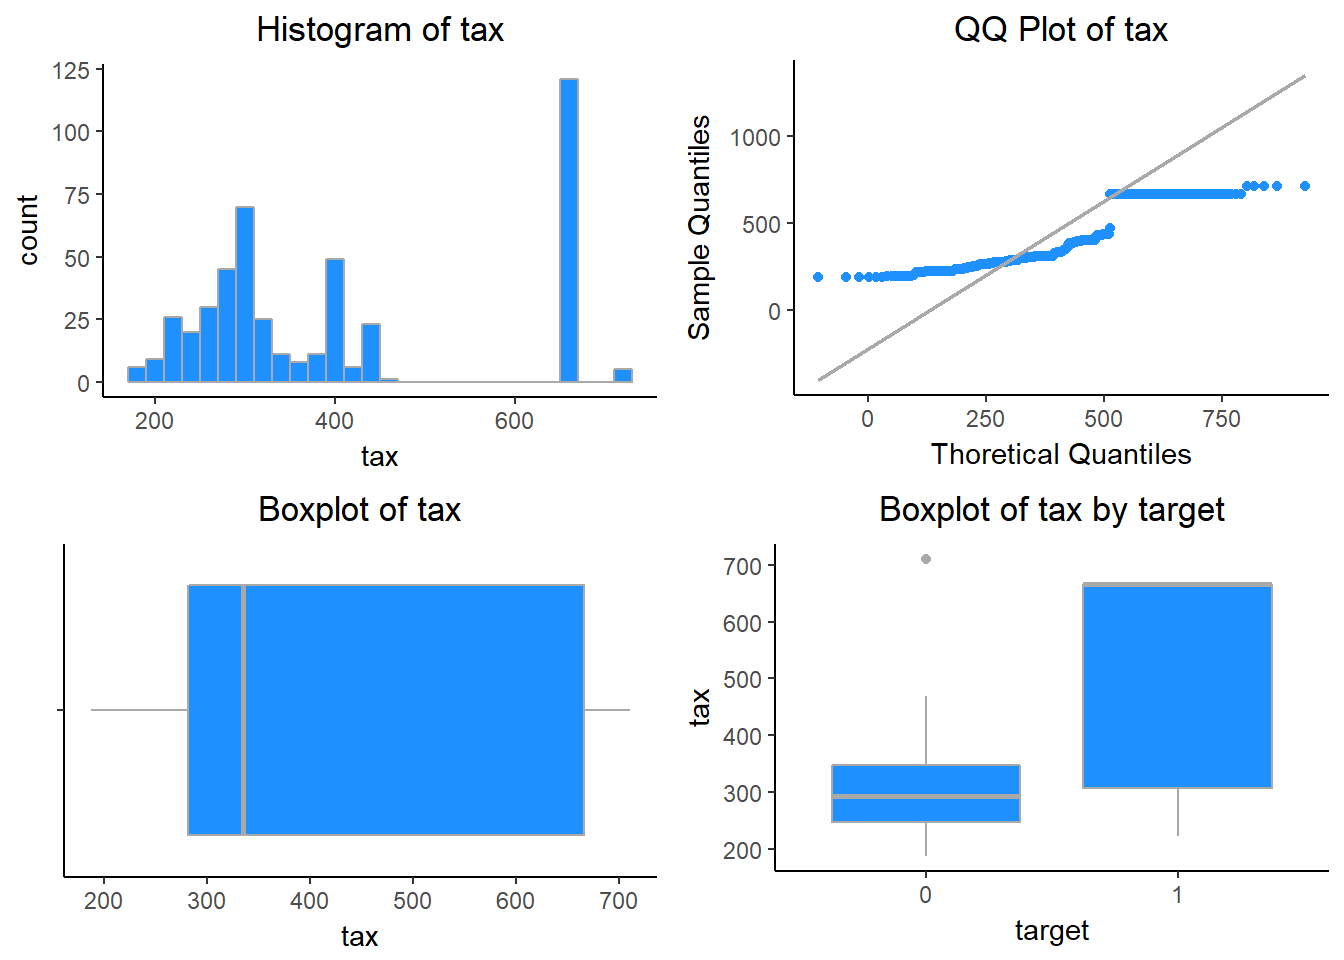 Histogram of tax
125
100
75
50
25
0
count
200
400
600
tax
QQ Plot of tax
1000
500
0
Sample Quantiles
0
250
500
750
Thoretical Quantiles
Boxplot of tax
200
300
400
500
600
700
tax
Boxplot of tax by target
700
600
500
400
300
200
tax
0
1
target